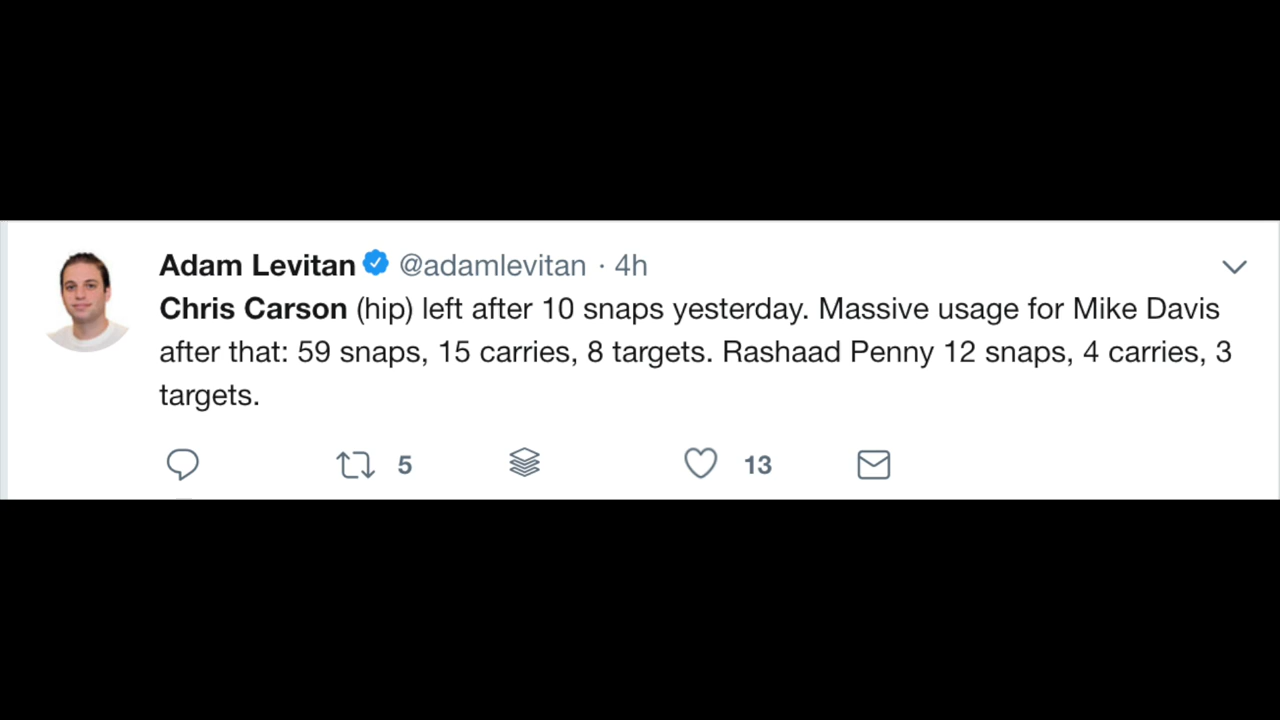 Adam Levitan @adamlevitan · 4h
Chris Carson (hip) left after 10 snaps yesterday. Massive usage for Mike Davis
after that: 59 snaps, 15 carries, 8 targets. Rashaad Penny 12 snaps, 4 carries, 3
targets.
5 13